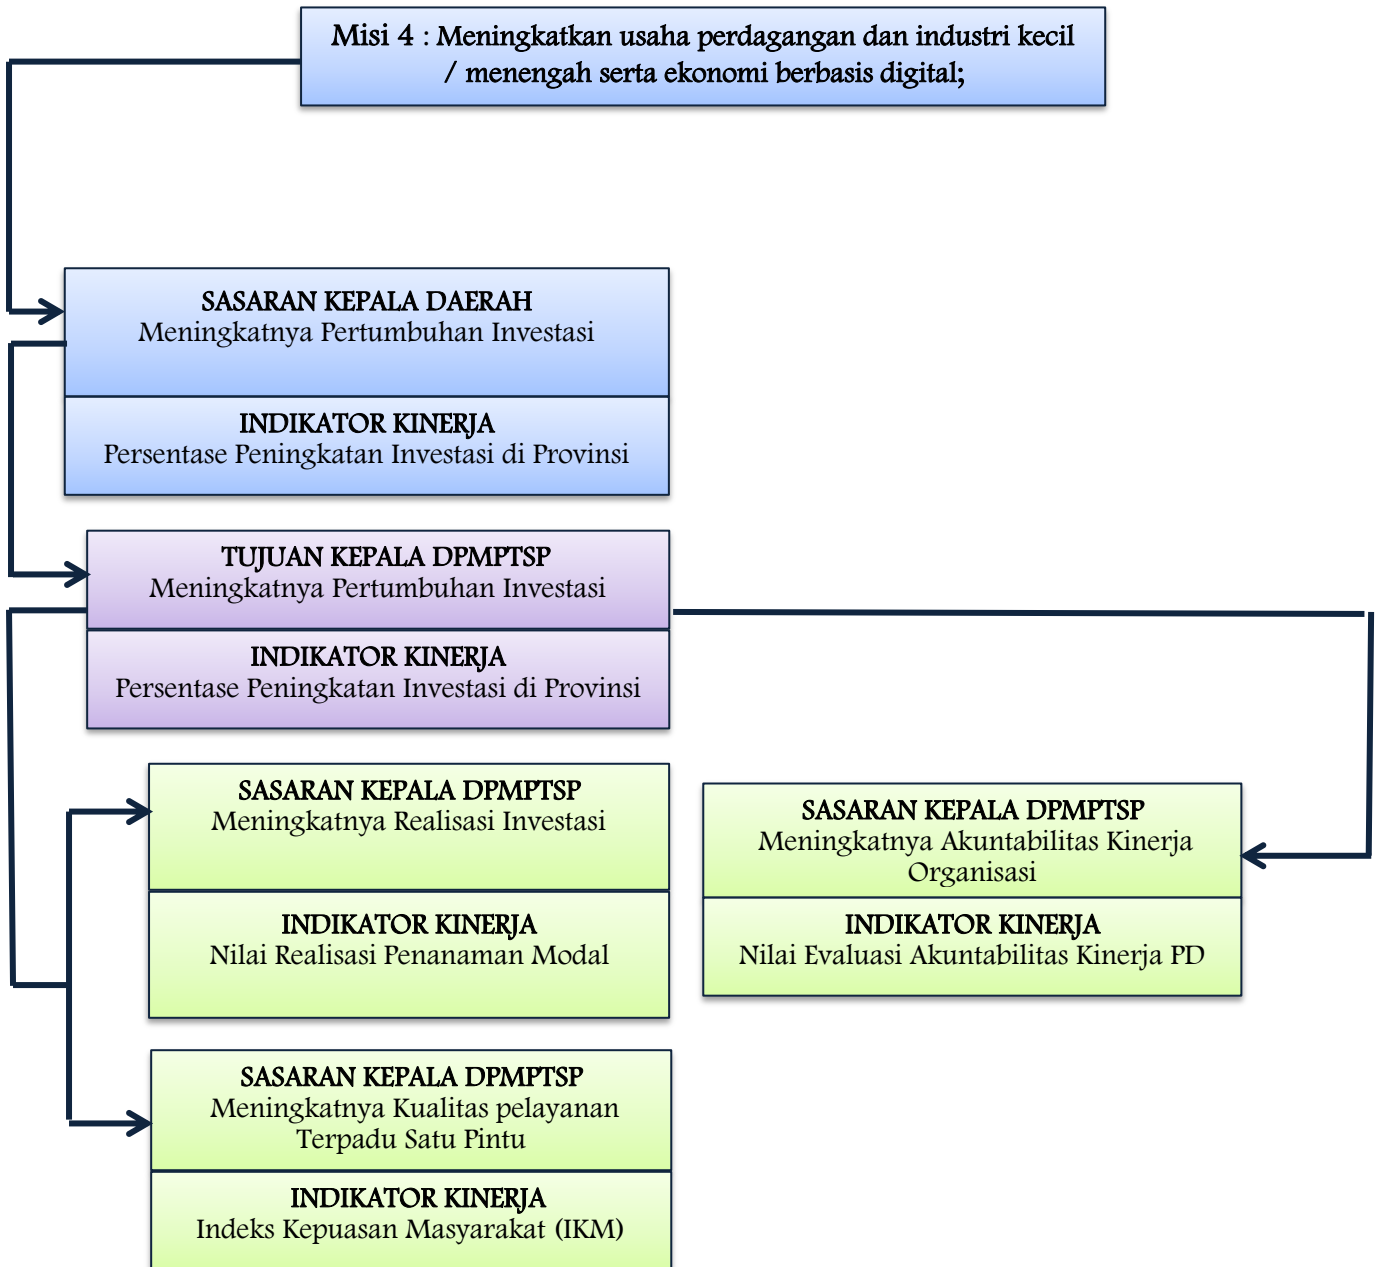 Misi 4 : Meningkatkan usaha perdagangan dan industri kecil
/ menengah serta ekonomi berbasis digital;
SASARAN KEPALA DAERAH
Meningkatnya Pertumbuhan Investasi
INDIKATOR KINERJA
Persentase Peningkatan Investasi di Provinsi
TUJUAN KEPALA DPMPTSP
Meningkatnya Pertumbuhan Investasi
INDIKATOR KINERJA
Persentase Peningkatan Investasi di Provinsi
SASARAN KEPALA DPMPTSP
Meningkatnya Realisasi Investasi
INDIKATOR KINERJA
Nilai Realisasi Penanaman Modal
SASARAN KEPALA DPMPTSP
Meningkatnya Akuntabilitas Kinerja
Organisasi
INDIKATOR KINERJA
Nilai Evaluasi Akuntabilitas Kinerja PD
SASARAN KEPALA DPMPTSP
Meningkatnya Kualitas pelayanan
Terpadu Satu Pintu
INDIKATOR KINERJA
Indeks Kepuasan Masyarakat (IKM)